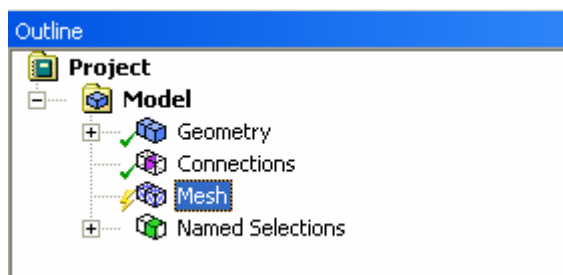 Outline
Project
Model
Geometry
Connections
Mesh
Named Selections